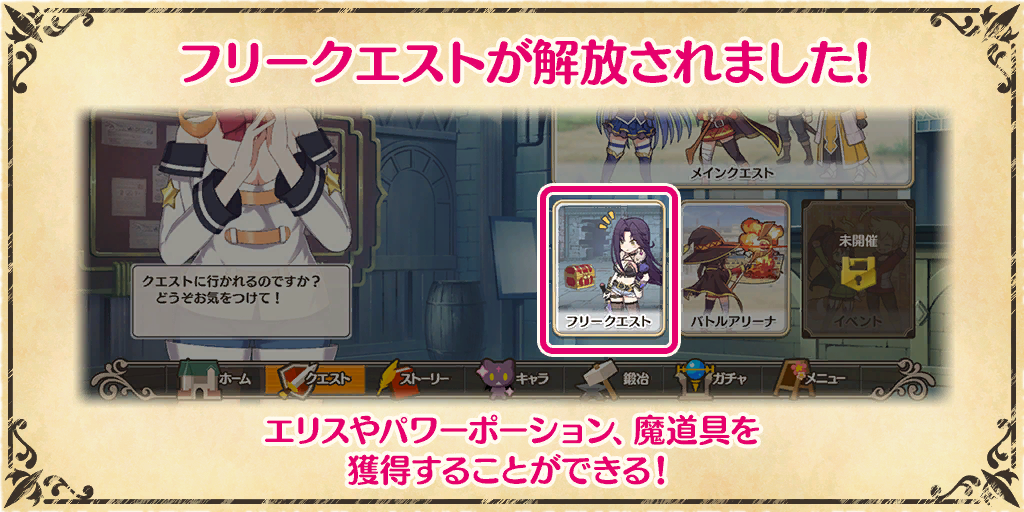 フリークエストが解放されました!
メインクエスト
未開催
クエストに行かれるのですか?
どうぞお気をつけて!
フリークエスト
バトルアリーナ
イベント
ホーム
クエスト
ストーリー
キャラ
鍛冶
ガチャ
メニュー
エリスやパワーポーション、魔道具を
獲得することができる!